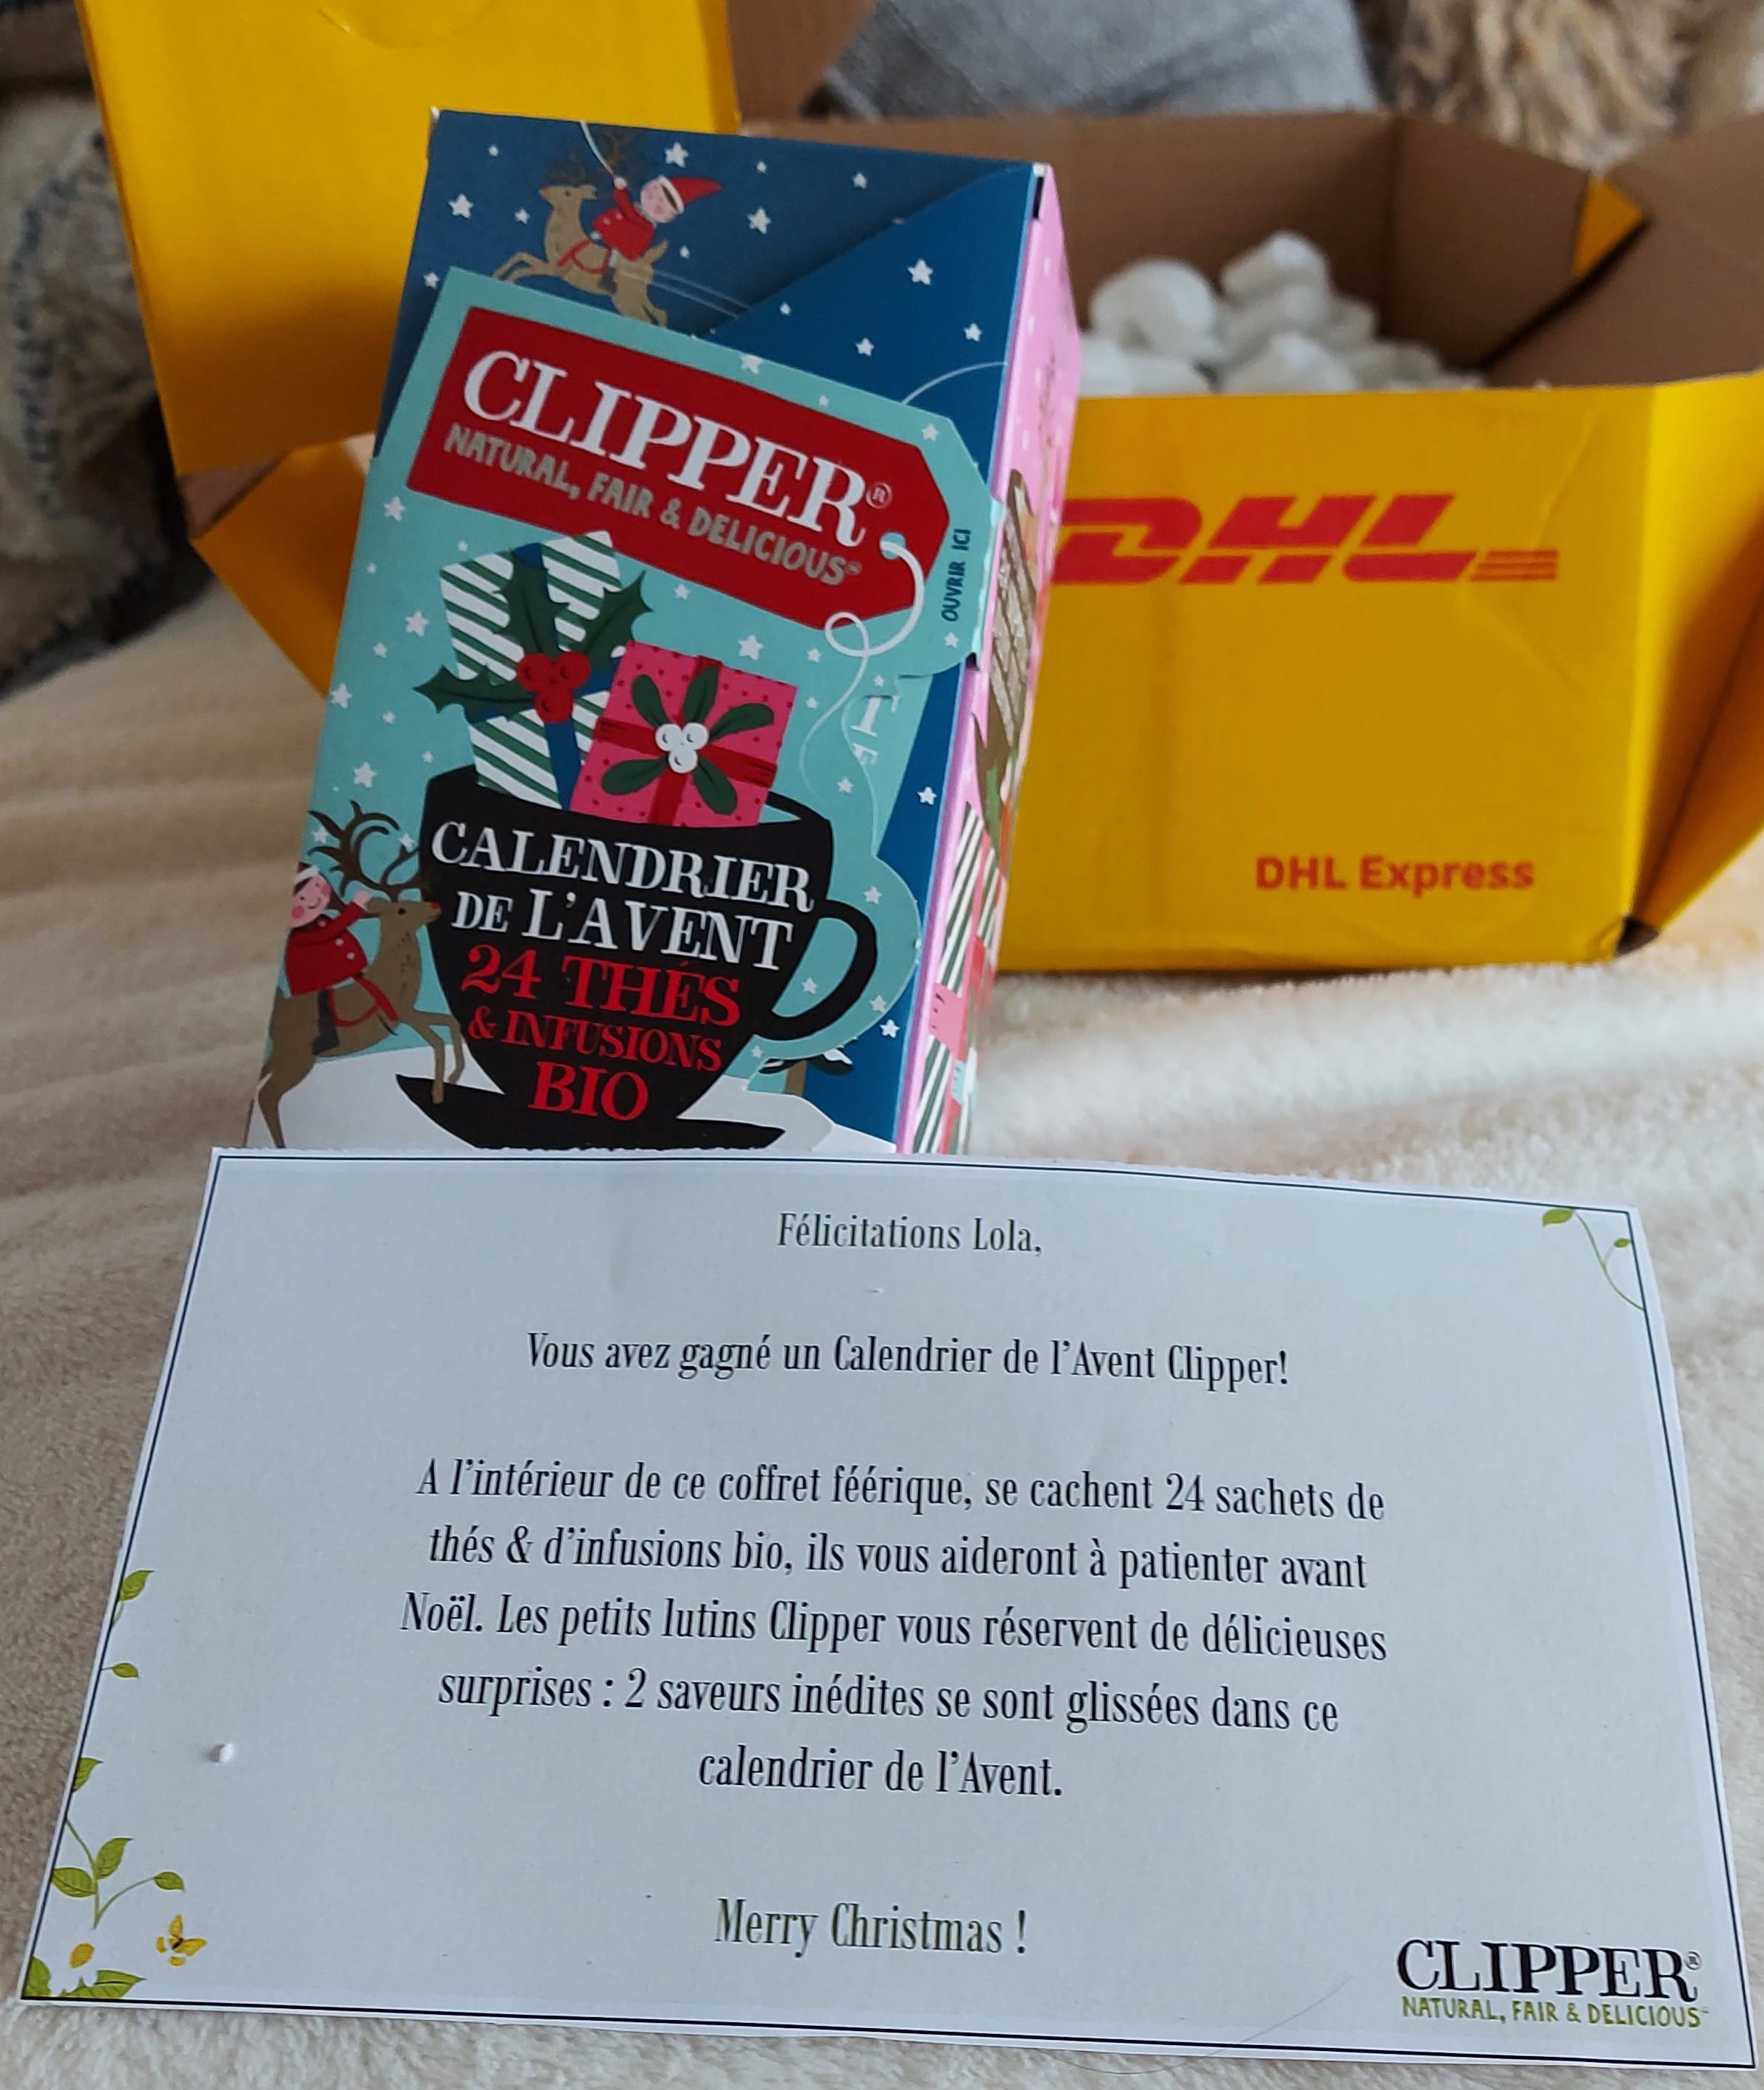 CLIPPER®
NATURAL, FAIR & DELICIOUS
OUVRIR ICI
CALENDRIER
DE L'AVENT
24 THÉS
& INFUSIONS
BIO
DHL
DHL Express
Félicitations Lola,
Vous avez gagné un Calendrier de l'Avent Clipper!
A l'intérieur de ce coffret féérique, se cachent 24 sachets de
thés & d'infusions bio, ils vous aideront à patienter avant
Noël. Les petits lutins Clipper vous réservent de délicieuses
surprises : 2 saveurs inédites se sont glissées dans ce
calendrier de l'Avent.
Merry Christmas !
CLIPPER®
NATURAL, FAIR & DELICIOUS